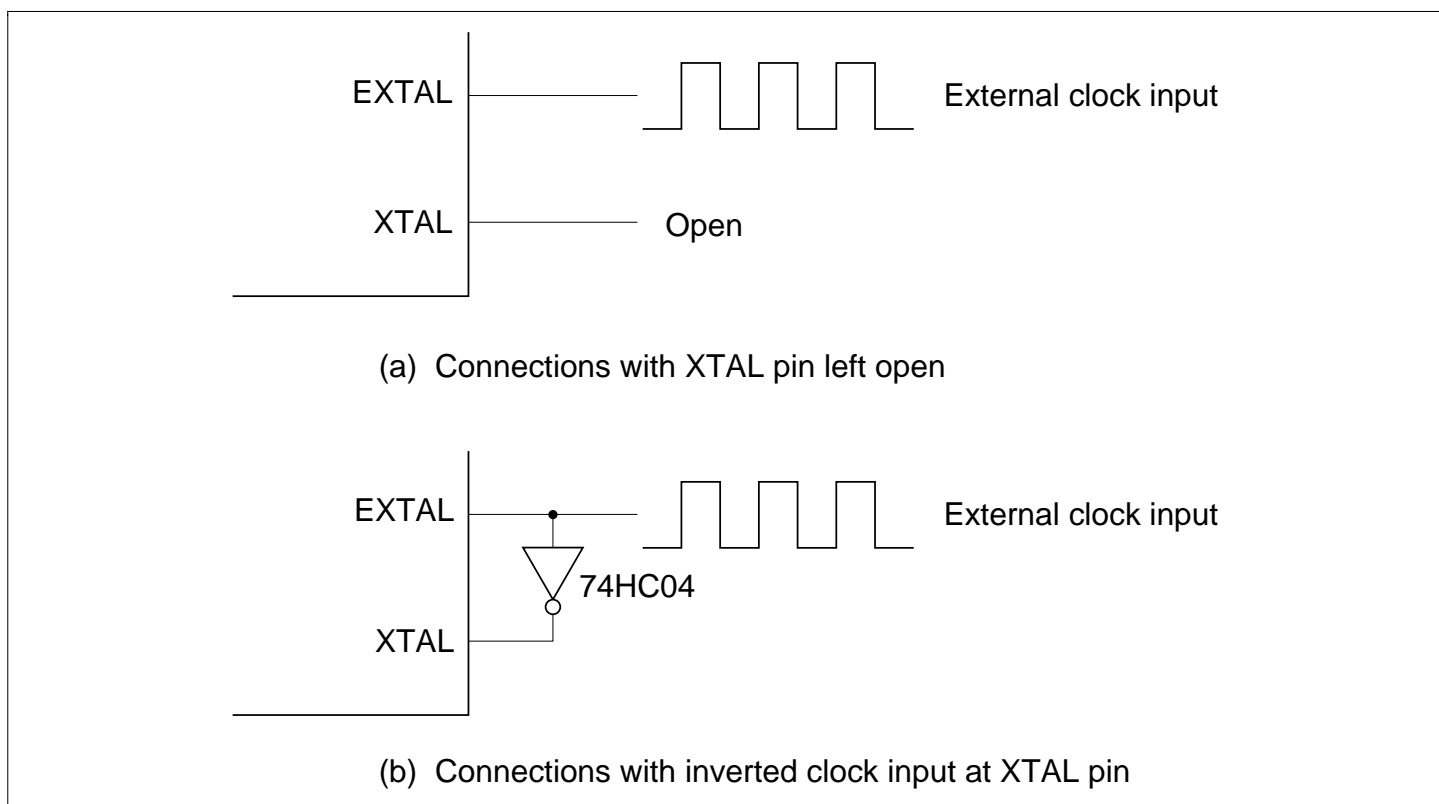 EXTAL
External clock input
XTAL
Open
(a) Connections with XTAL pin left open
EXTAL
External clock input
74HC04
XTAL
(b) Connections with inverted clock input at XTAL pin